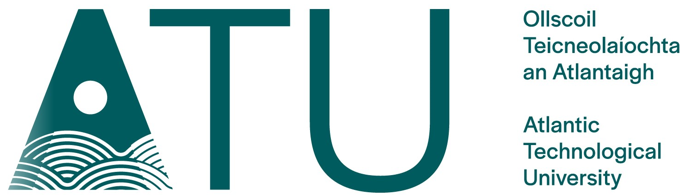 ATU
Ollscoil
Teicneolaíochta
an Atlantaigh
Atlantic
Technological
University